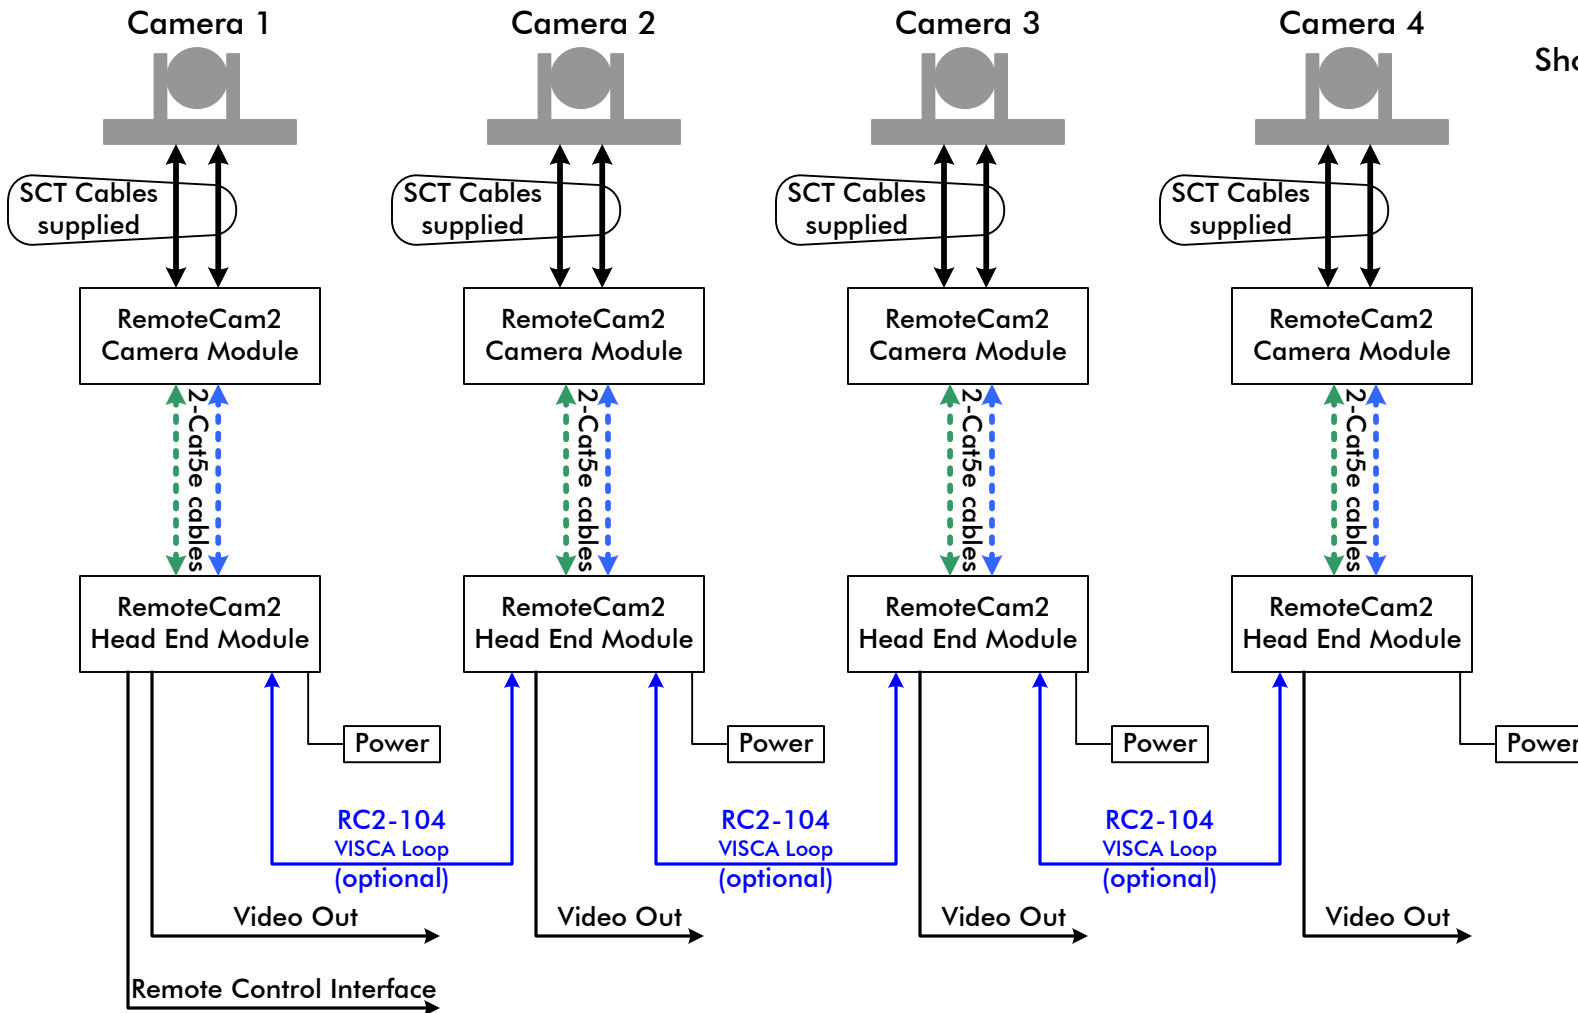 Camera 1
Camera 2
Camera 3
Camera 4
Sho
SCT Cables
supplied
SCT Cables
supplied
SCT Cables
supplied
SCT Cables
supplied
RemoteCam2
Camera Module
RemoteCam2
Camera Module
RemoteCam2
Camera Module
RemoteCam2
Camera Module
2-Cat5e cables
2-Cat5e cables
2-Cat5e cables
2-Cat5e cables
RemoteCam2
Head End Module
RemoteCam2
Head End Module
RemoteCam2
Head End Module
RemoteCam2
Head End Module
Power
Power
Power
Power
RC2-104
VISCA Loop
(optional)
RC2-104
VISCA Loop
(optional)
RC2-104
VISCA Loop
(optional)
Video Out
Video Out
Video Out
Video Out
Remote Control Interface